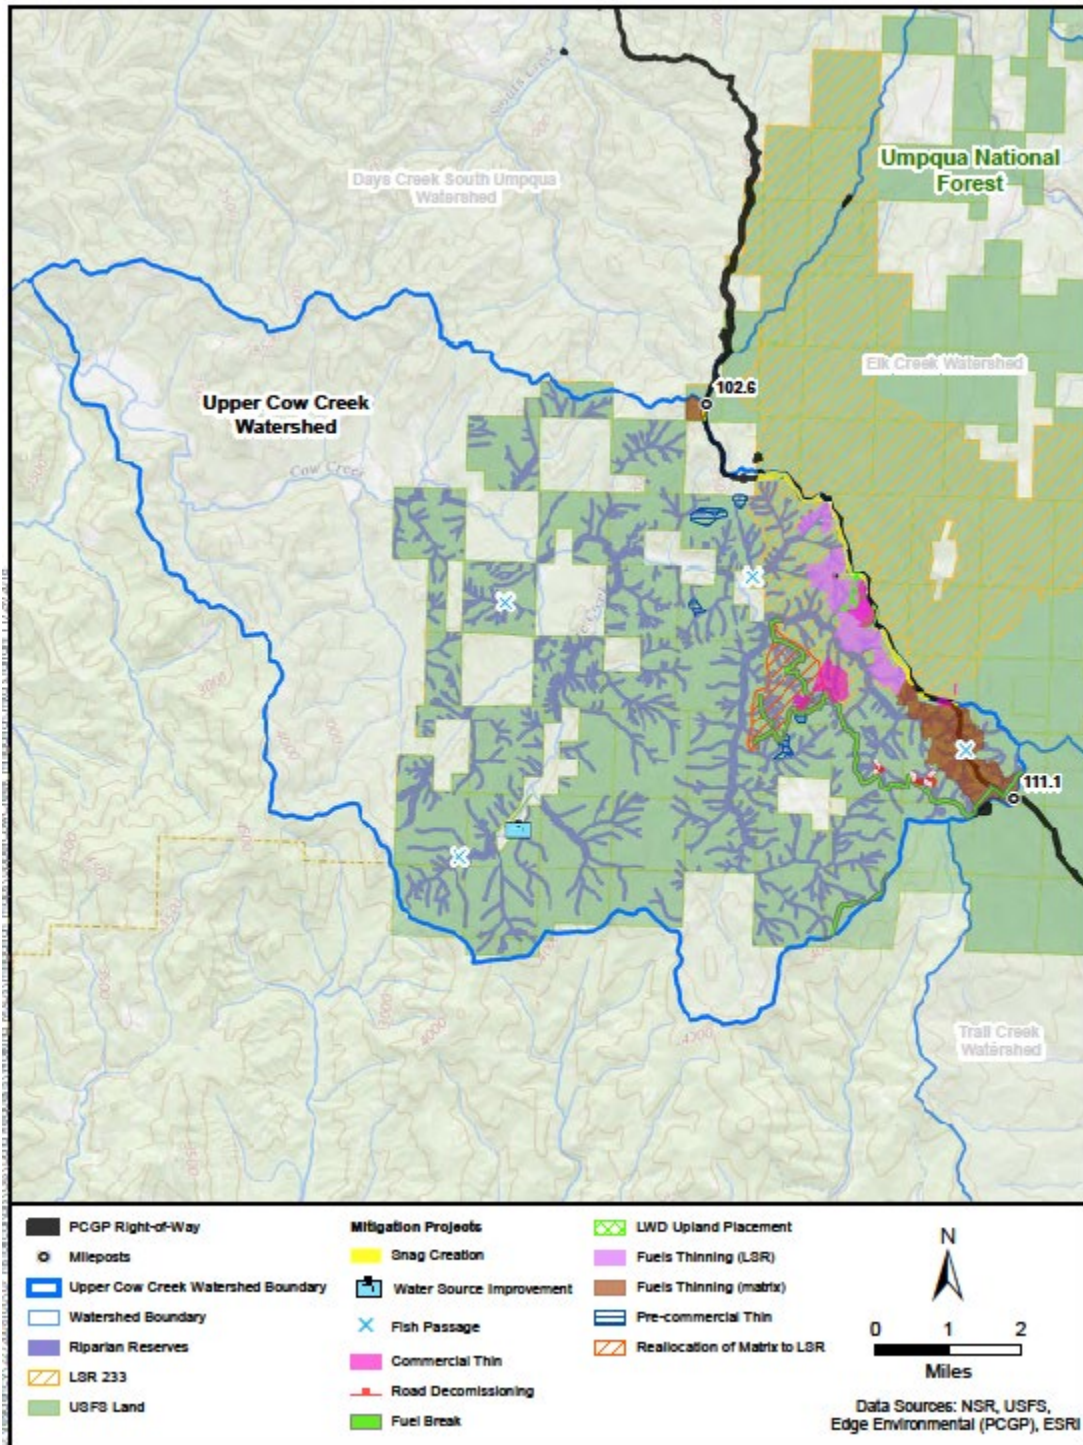 Umpqua National
Forest
Days Creek South Umpqua
Watershed
Elk Creek Watershed
102.6
Upper Cow Creek
Watershed
Cow Creek
111.1
Trail Creek
Watershed
PCGP Right-of-Way
Mileposts
Upper Cow Creek Watershed Boundary
Watershed Boundary
Riparian Reserves
LSR 233
USFS Land
Mitigation Projects
Snag Creation
Water Source Improvement
Fish Passage
Commercial Thin
Road Decomissioning
Fuel Break
LWD Upland Placement
Fuels Thinning (LSR)
Fuels Thinning (matrix)
Pre-commercial Thin
Reallocation of Matrix to LSR
N
0 1 2
Miles
Data Sources: NSR, USFS,
Edge Environmental (PCGP), ESRI